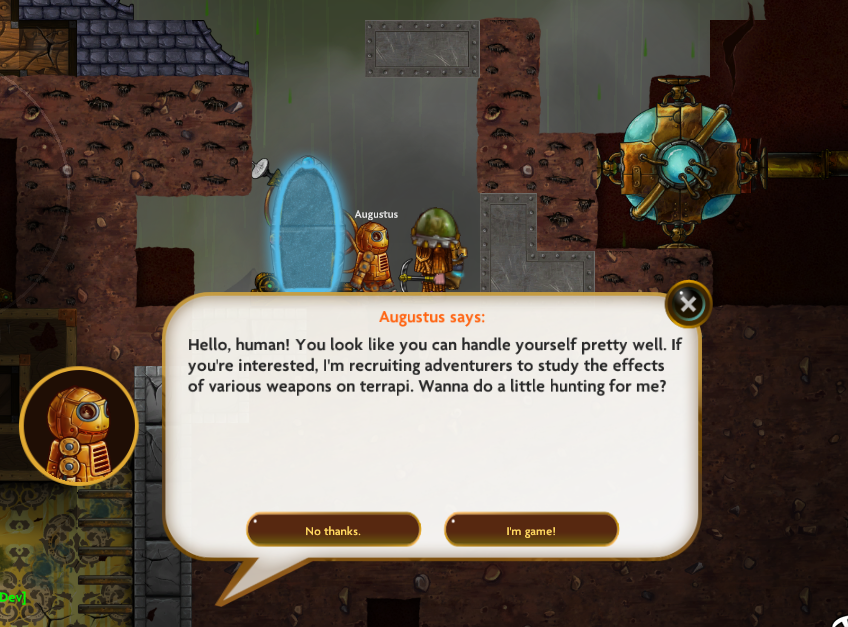 Augustus
Augustus says:
Hello, human! You look like you can handle yourself pretty well. If
you're interested, I'm recruiting adventurers to study the effects
of various weapons on terrapi. Wanna do a little hunting for me?
No thanks.
I'm game!
Dev]